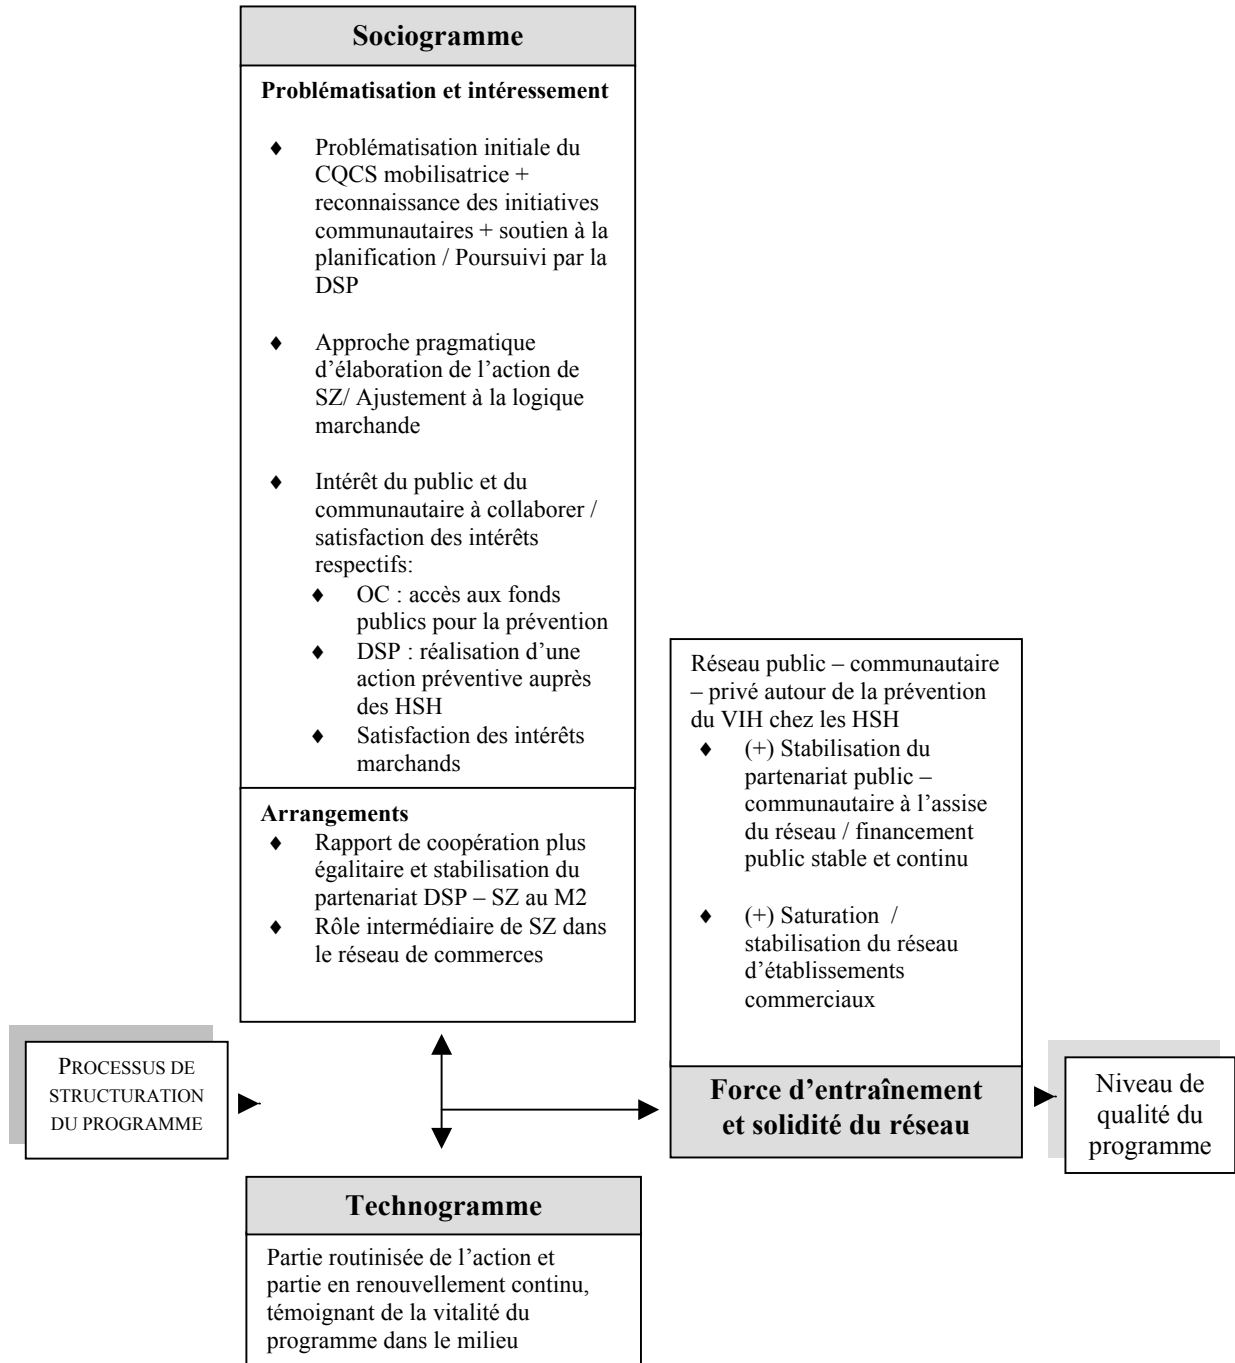 Sociogramme
Problématisation et intéressement
♦ Problématisation initiale du
CQCS mobilisatrice +
reconnaissance des initiatives
communautaires + soutien à la
planification / Poursuivi par la
DSP
♦ Approche pragmatique
d’élaboration de l’action de
SZ/ Ajustement à la logique
marchande
♦ Intérêt du public et du
communautaire à collaborer /
satisfaction des intérêts
respectifs:
♦ OC : accès aux fonds
publics pour la prévention
♦ DSP : réalisation d’une
action préventive auprès
des HSH
♦ Satisfaction des intérêts
marchands
Arrangements
♦ Rapport de coopération plus
égalitaire et stabilisation du
partenariat DSP – SZ au M2
♦ Rôle intermédiaire de SZ dans
le réseau de commerces
Réseau public – communautaire
– privé autour de la prévention
du VIH chez les HSH
♦ (+) Stabilisation du
partenariat public –
communautaire à l’assise
du réseau / financement
public stable et continu
♦ (+) Saturation /
stabilisation du réseau
d’établissements
commerciaux
Force d’entraînement
et solidité du réseau
PROCESSUS DE
STRUCTURATION
DU PROGRAMME
Niveau de
qualité du
programme
Technogramme
Partie routinisée de l’action et
partie en renouvellement continu,
témoignant de la vitalité du
programme dans le milieu